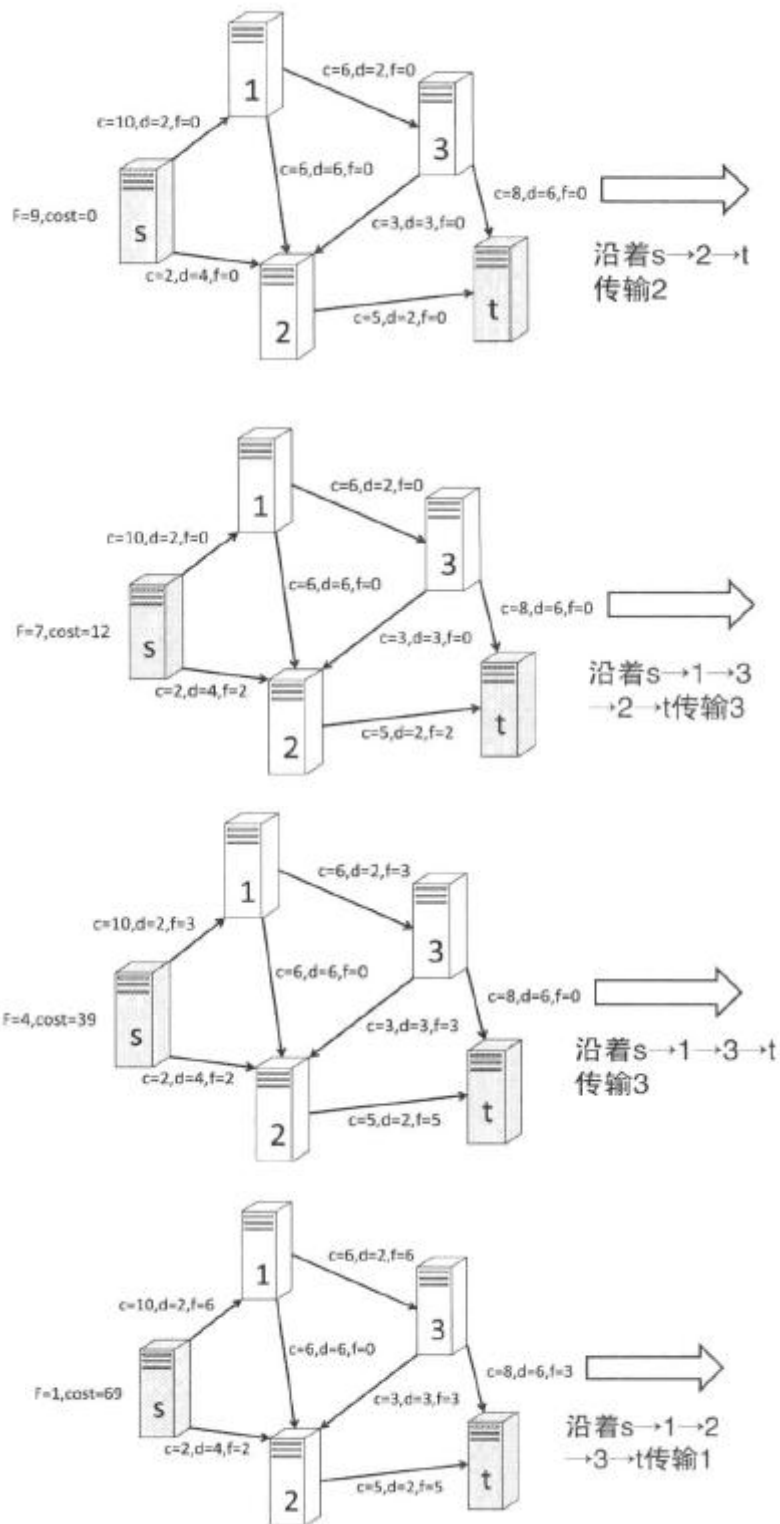 1
c=6,d=2,f=0
c=10,d=2,f=0
3
c=6,d=6,f=0
c=8,d=6,f=0
s
F=9,cost=0
c=3,d=3,f=0
c=2,d=4,f=0
2
c=5,d=2,f=0
t
沿着s→2→t
传输2
1
c=6,d=2,f=0
c=10,d=2,f=0
3
c=6,d=6,f=0
c=8,d=6,f=0
F=7,cost=12
s
c=3,d=3,f=0
c=2,d=4,f=2
2
c=5,d=2,f=2
t
沿着s→1→3
→2→t传输3
1
c=6,d=2,f=3
c=10,d=2,f=3
3
c=6,d=6,f=0
c=8,d=6,f=0
F=4,cost=39
s
c=3,d=3,f=3
c=2,d=4,f=2
2
c=5,d=2,f=5
t
沿着s→1→3→t
传输3
1
c=6,d=2,f=6
c=10,d=2,f=6
3
c=6,d=6,f=0
c=8,d=6,f=3
F=1,cost=69
s
c=3,d=3,f=3
c=2,d=4,f=2
2
c=5,d=2,f=5
t
沿着s→1→2
→3→t传输1